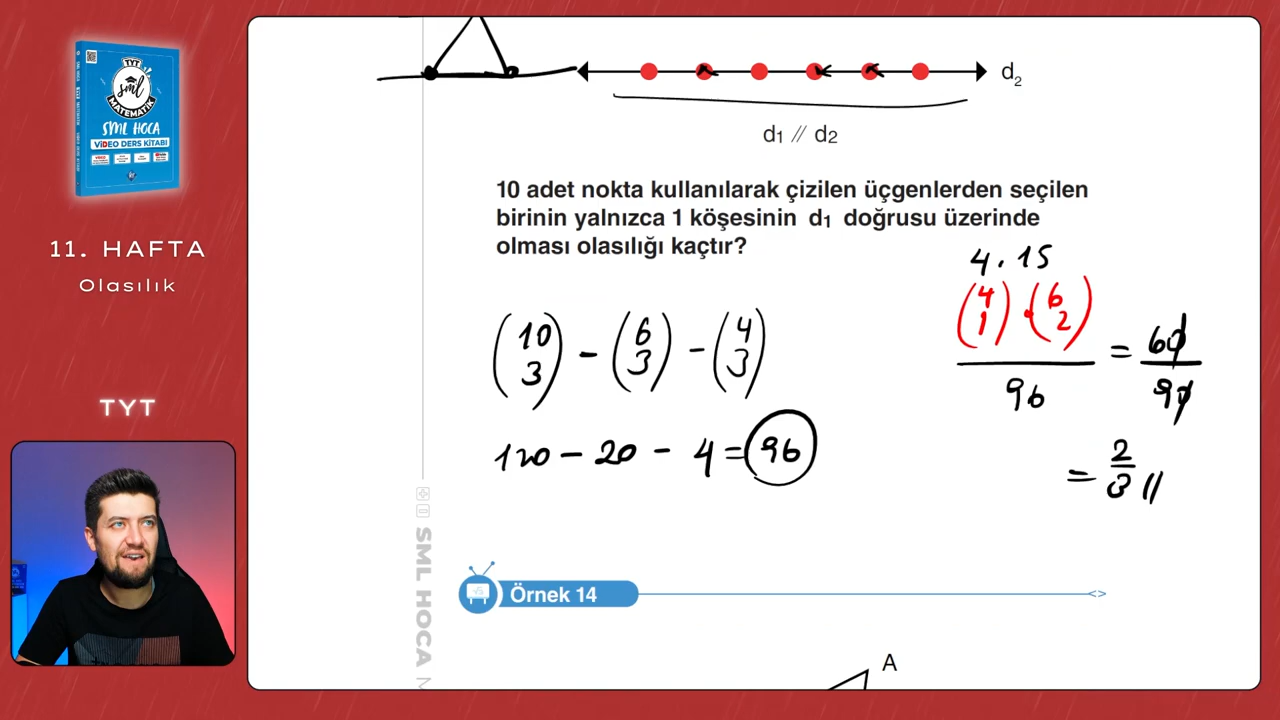 TYT
sml
MATEMATİK
SML HOCA
VİDEO DERS KİTABI
11. HAFTA
Olasılık
TYT
d2
d1 // d2
10 adet nokta kullanılarak çizilen üçgenlerden seçilen
birinin yalnızca 1 köşesinin d1 doğrusu üzerinde
olması olasılığı kaçtır?
(10 3) - (6 3) - (4 3)
120 - 20 - 4 = 96
4 . 15
(4 1) . (6 2)
96
= 60
90
= 2/3 //
SML HOCA
Örnek 14
A